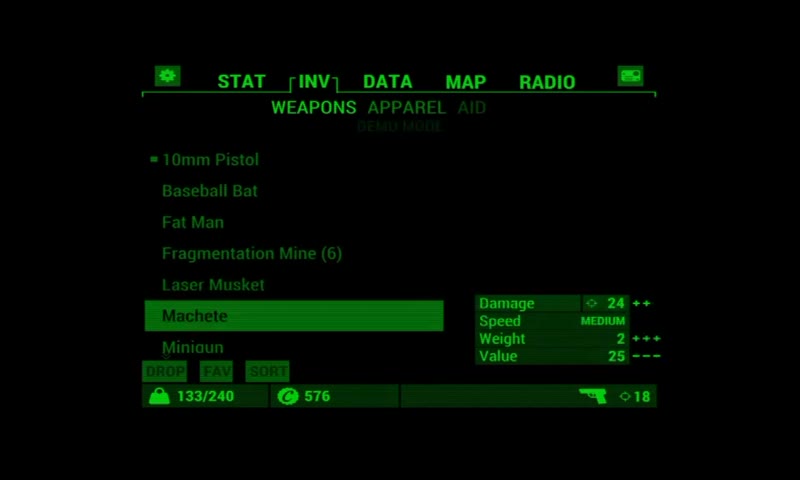 STAT INV DATA MAP RADIO
WEAPONS APPAREL AID
DEMO MODE
10mm Pistol
Baseball Bat
Fat Man
Fragmentation Mine (6)
Laser Musket
Machete
Minigun
Damage 24 ++
Speed MEDIUM
Weight 2 +++
Value 25 ---
DROP FAV SORT
133/240 576 18